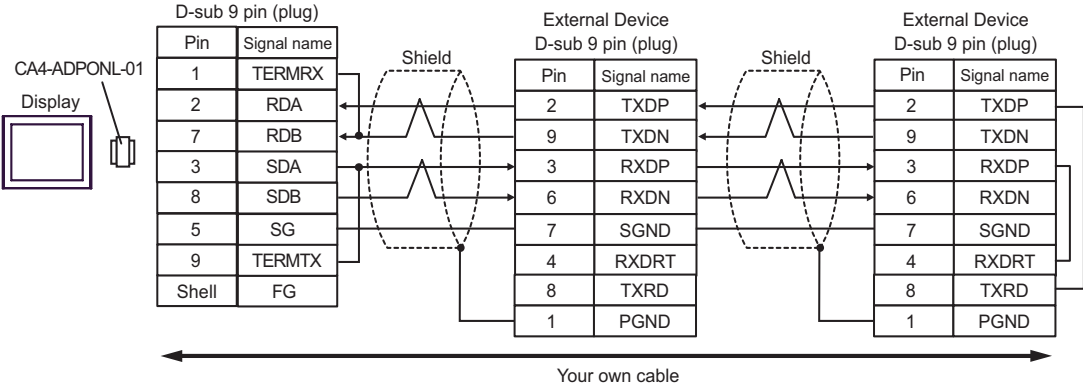 D-sub 9 pin (plug)
Pin Signal name
1 TERMRX
2 RDA
7 RDB
3 SDA
8 SDB
5 SG
9 TERMTX
Shell FG
CA4-ADPONL-01
Display
Shield
External Device
D-sub 9 pin (plug)
Pin Signal name
2 TXDP
9 TXDN
3 RXDP
6 RXDN
7 SGND
4 RXDRT
8 TXRD
1 PGND
Shield
External Device
D-sub 9 pin (plug)
Pin Signal name
2 TXDP
9 TXDN
3 RXDP
6 RXDN
7 SGND
4 RXDRT
8 TXRD
1 PGND
Your own cable